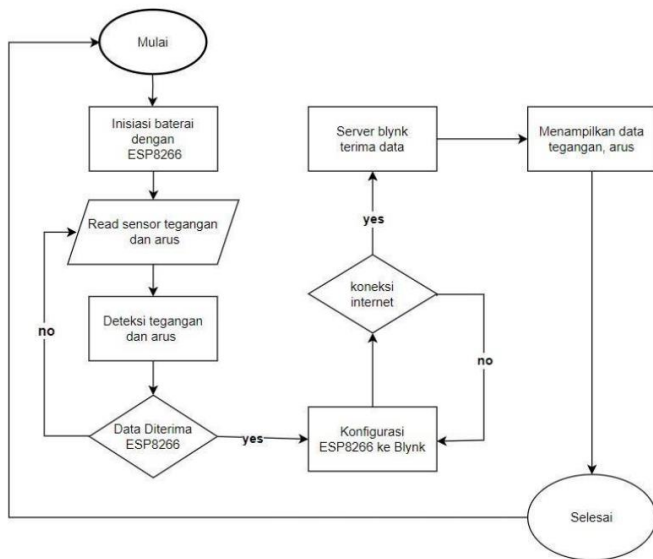 Mulai
Inisiasi baterai
dengan
ESP8266
Read sensor tegangan
dan arus
no
Deteksi tegangan
dan arus
Data Diterima
ESP8266
yes
Konfigurasi
ESP8266 ke Blynk
koneksi
internet
no
yes
Server blynk
terima data
Menampilkan data
tegangan, arus
Selesai